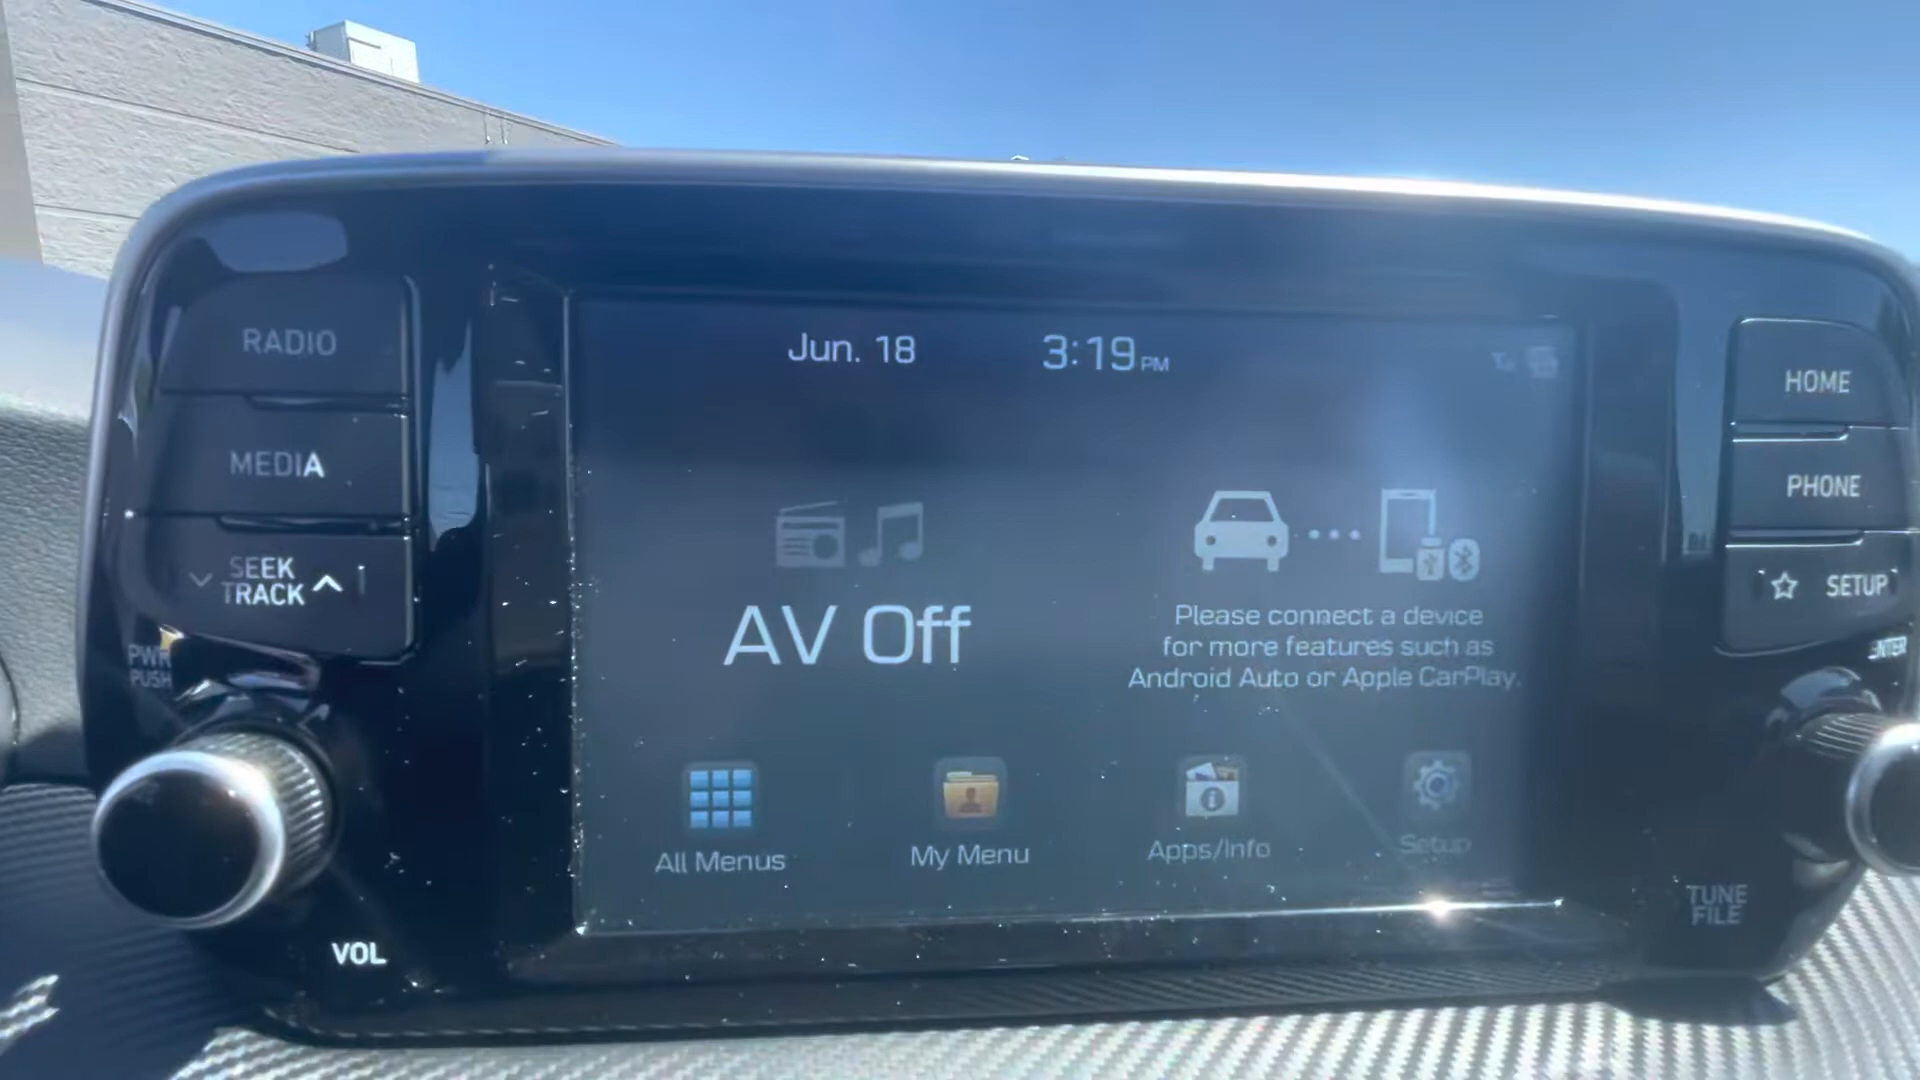 RADIO
MEDIA
SEEK
TRACK
PWR
PUSH
VOL
Jun. 18
3:19 PM
AV Off
Please connect a device
for more features such as
Android Auto or Apple CarPlay.
All Menus
My Menu
Apps/Info
Setup
HOME
PHONE
SETUP
TUNE
FILE